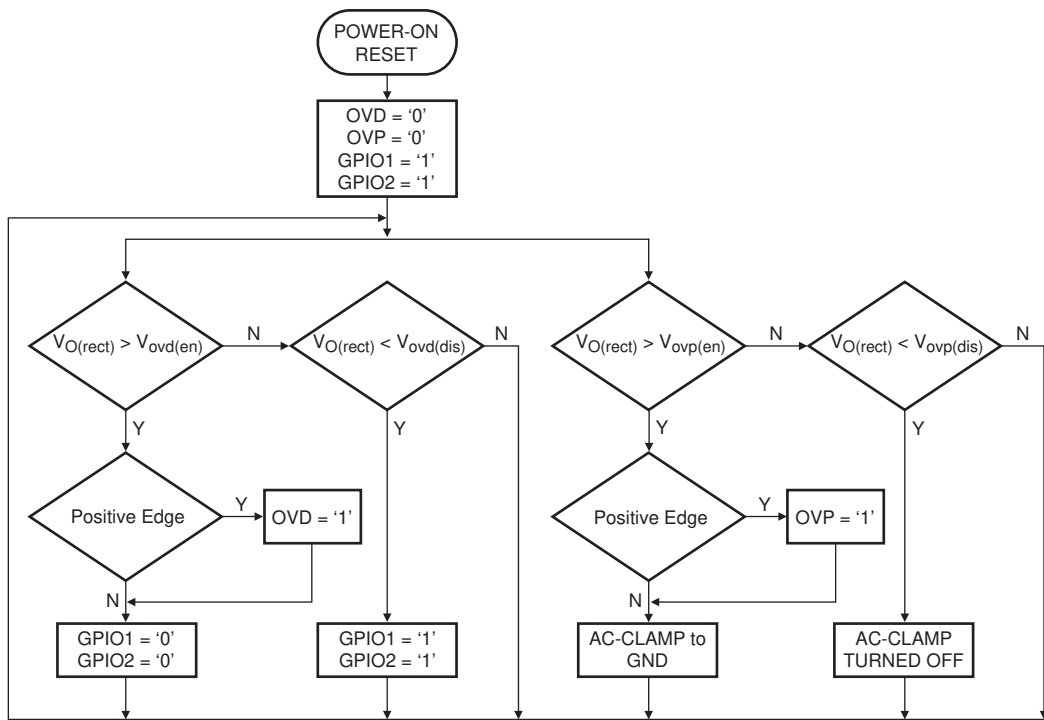 POWER-ON
RESET
OVD = ‘0’
OVP = ‘0’
GPIO1 = ‘1’
GPIO2 = ‘1’
VO(rect) > Vovd(en)
N
VO(rect) < Vovd(dis)
N
VO(rect) > Vovp(en)
N
VO(rect) < Vovp(dis)
N
Y
Y
Y
Y
Positive Edge
Y
OVD = ‘1’
Positive Edge
Y
OVP = ‘1’
N
N
GPIO1 = ‘0’
GPIO2 = ‘0’
GPIO1 = ‘1’
GPIO2 = ‘1’
AC-CLAMP to
GND
AC-CLAMP
TURNED OFF